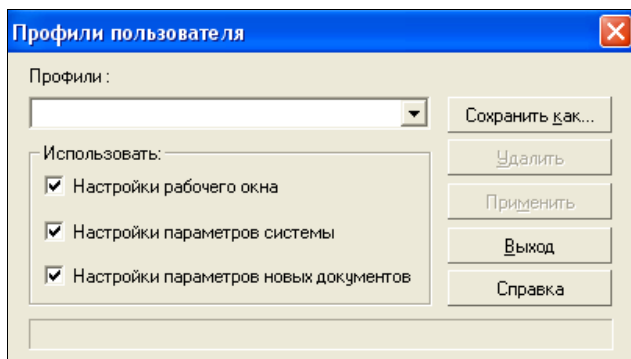 Профили пользователя
Профили :
Сохранить как...
Использовать:
Удалить
Настройки рабочего окна
Применить
Настройки параметров системы
Выход
Настройки параметров новых документов
Справка